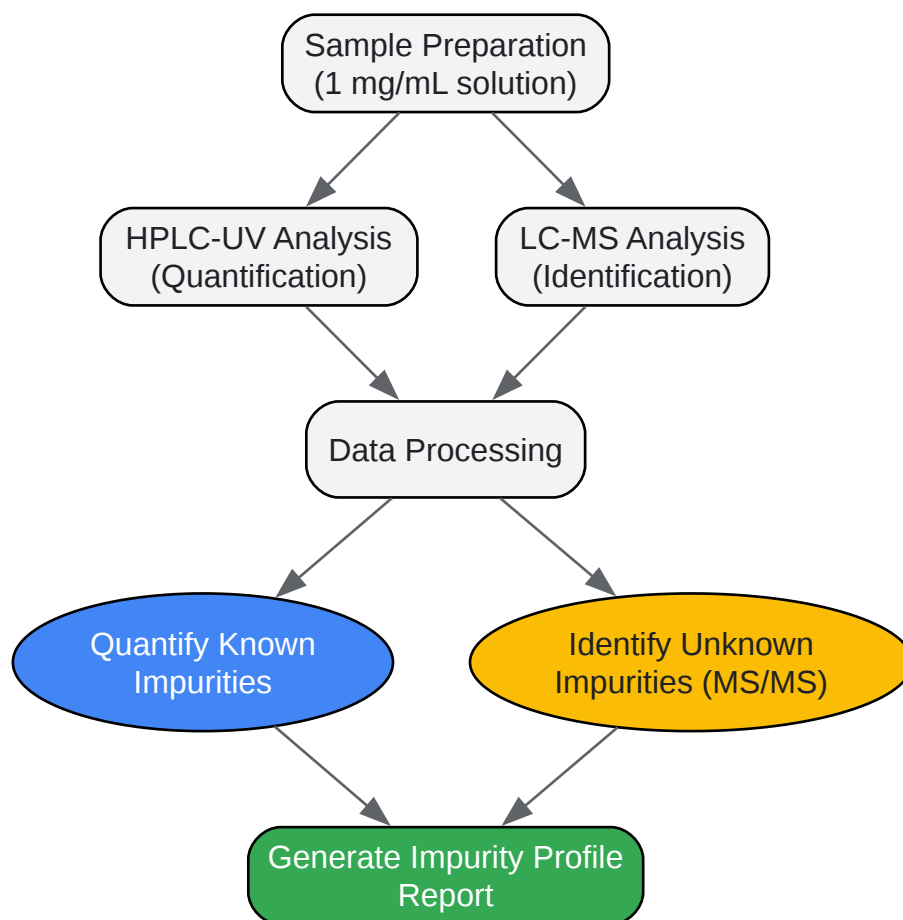 Sample Preparation
(1 mg/mL solution)
HPLC-UV Analysis
(Quantification)
LC-MS Analysis
(Identification)
Data Processing
Quantify Known
Impurities
Identify Unknown
Impurities (MS/MS)
Generate Impurity Profile
Report